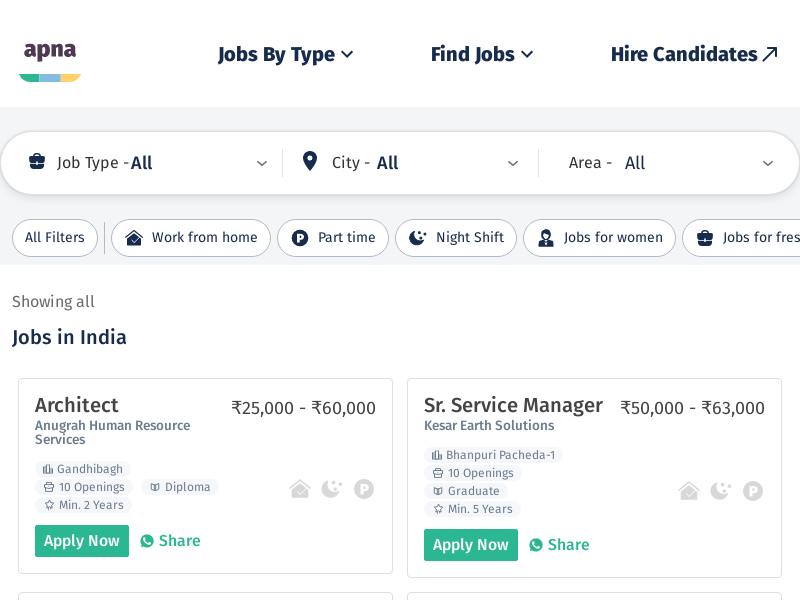 apna
Jobs By Type
Find Jobs
Hire Candidates
Job Type - All
City - All
Area - All
All Filters
Work from home
Part time
Night Shift
Jobs for women
Jobs for fres
Showing all
Jobs in India
Architect
₹25,000 - ₹60,000
Anugrah Human Resource
Services
Gandhibagh
10 Openings
Diploma
Min. 2 Years
Apply Now
Share
Sr. Service Manager
₹50,000 - ₹63,000
Kesar Earth Solutions
Bhanpuri Pacheda-1
10 Openings
Graduate
Min. 5 Years
Apply Now
Share